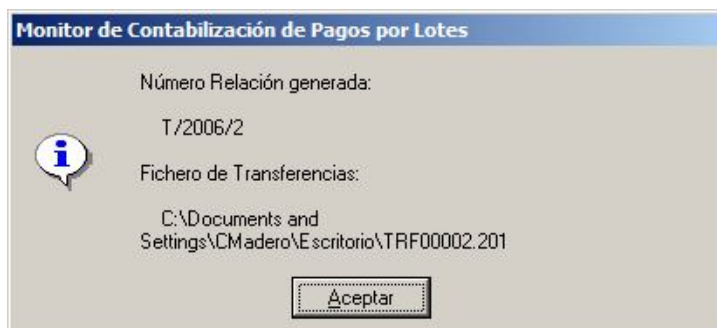 Monitor de Contabilización de Pagos por Lotes
Número Relación generada:
T/2006/2
Fichero de Transferencias:
C:\Documents and
Settings\CMadero\Escritorio\TRF00002.201
Aceptar